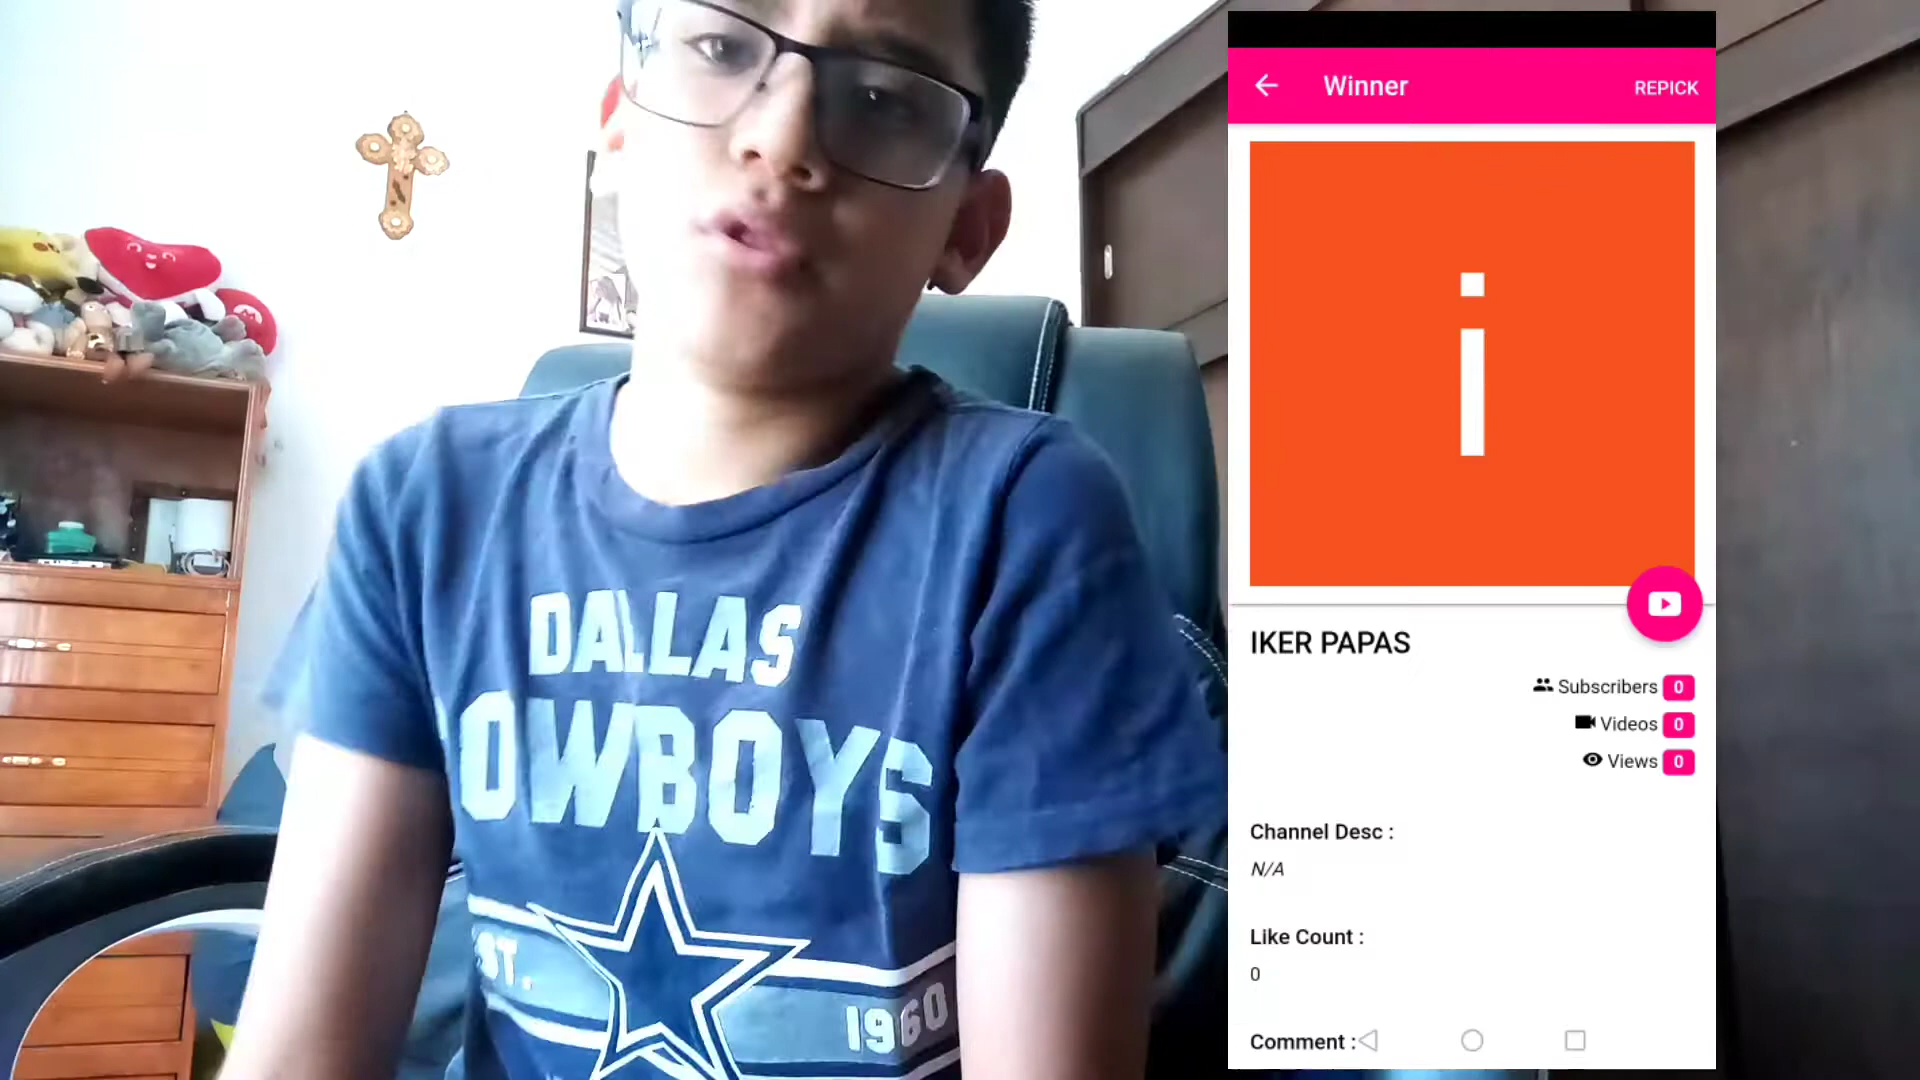 DALLAS
OWBOYS
ST.
1960
Winner
REPICK
i
IKER PAPAS
Subscribers 0
Videos 0
Views 0
Channel Desc :
N/A
Like Count :
0
Comment :